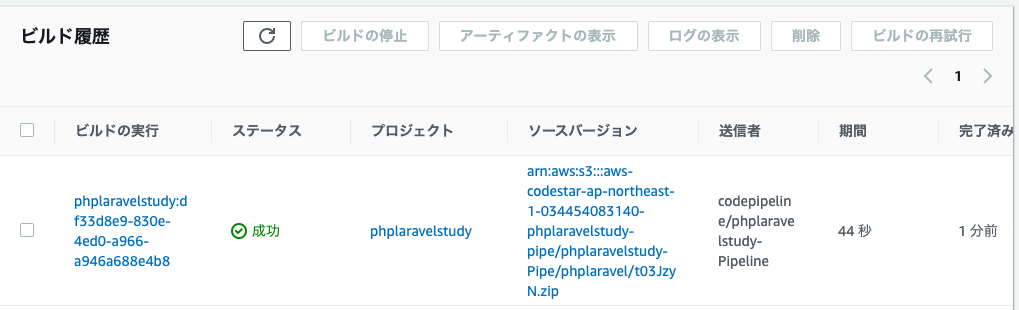 ビルド履歴
ビルドの停止
アーティファクトの表示
ログの表示
削除
ビルドの再試行
1
ビルドの実行
ステータス
プロジェクト
ソースバージョン
送信者
期間
完了済み
phplaravelstudy:d
f33d8e9-830e-
4ed0-a966-
a946a688e4b8
成功
phplaravelstudy
arn:aws:s3:::aws-
codestar-ap-northeast-
1-034454083140-
phplaravelstudy-
pipe/phplaravelstudy-
Pipe/phplaravel/t03Jzy
N.zip
codepipelin
e/phplarave
lstudy-
Pipeline
44 秒
1 分前